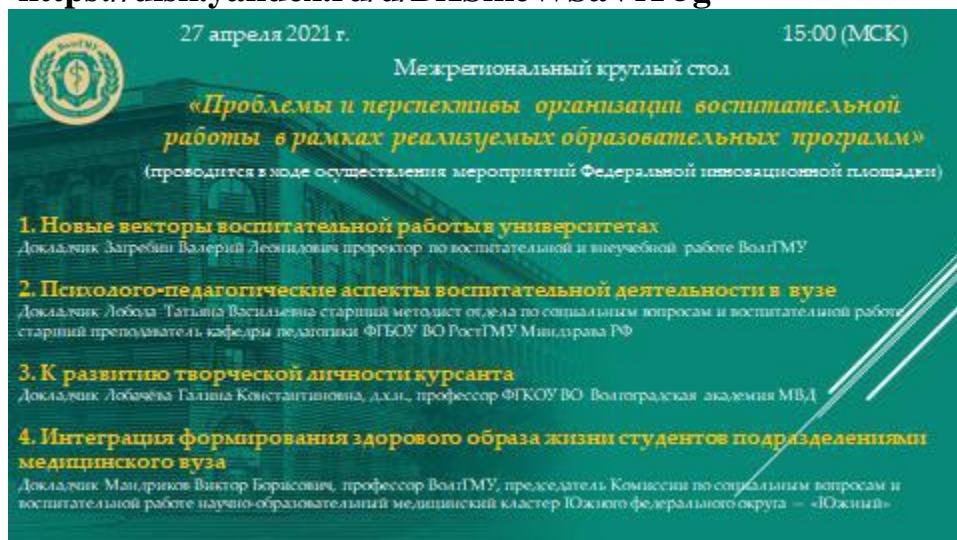 27 апреля 2021 г.
15:00 (МСК)
ВолгГМУ
Межрегиональный круглый стол
«Проблемы и перспективы организации воспитательной
работы в рамках реализуемых образовательных программ»
(проводится в ходе осуществления мероприятий Федеральной инновационной площадки)
1. Новые векторы воспитательной работы в университетах
Докладчик Загребин Валерий Леонидович проректор по воспитательной и внеучебной работе ВолгГМУ
2. Психолого-педагогические аспекты воспитательной деятельности в вузе
Докладчик Лобода Татьяна Васильевна старший методист отдела по социальным вопросам и воспитательной работе
старший преподаватель кафедры педагогики ФГБОУ ВО РостГМУ Минздрава РФ
3. К развитию творческой личности курсанта
Докладчик Лобачёва Галина Константиновна, д.х.н., профессор ФГКОУ ВО Волгоградская академия МВД
4. Интеграция формирования здорового образа жизни студентов подразделениями
медицинского вуза
Докладчик Мандриков Виктор Борисович, профессор ВолгГМУ, председатель Комиссии по социальным вопросам и
воспитательной работе научно-образовательный медицинский кластер Южного федерального округа – «Южный»